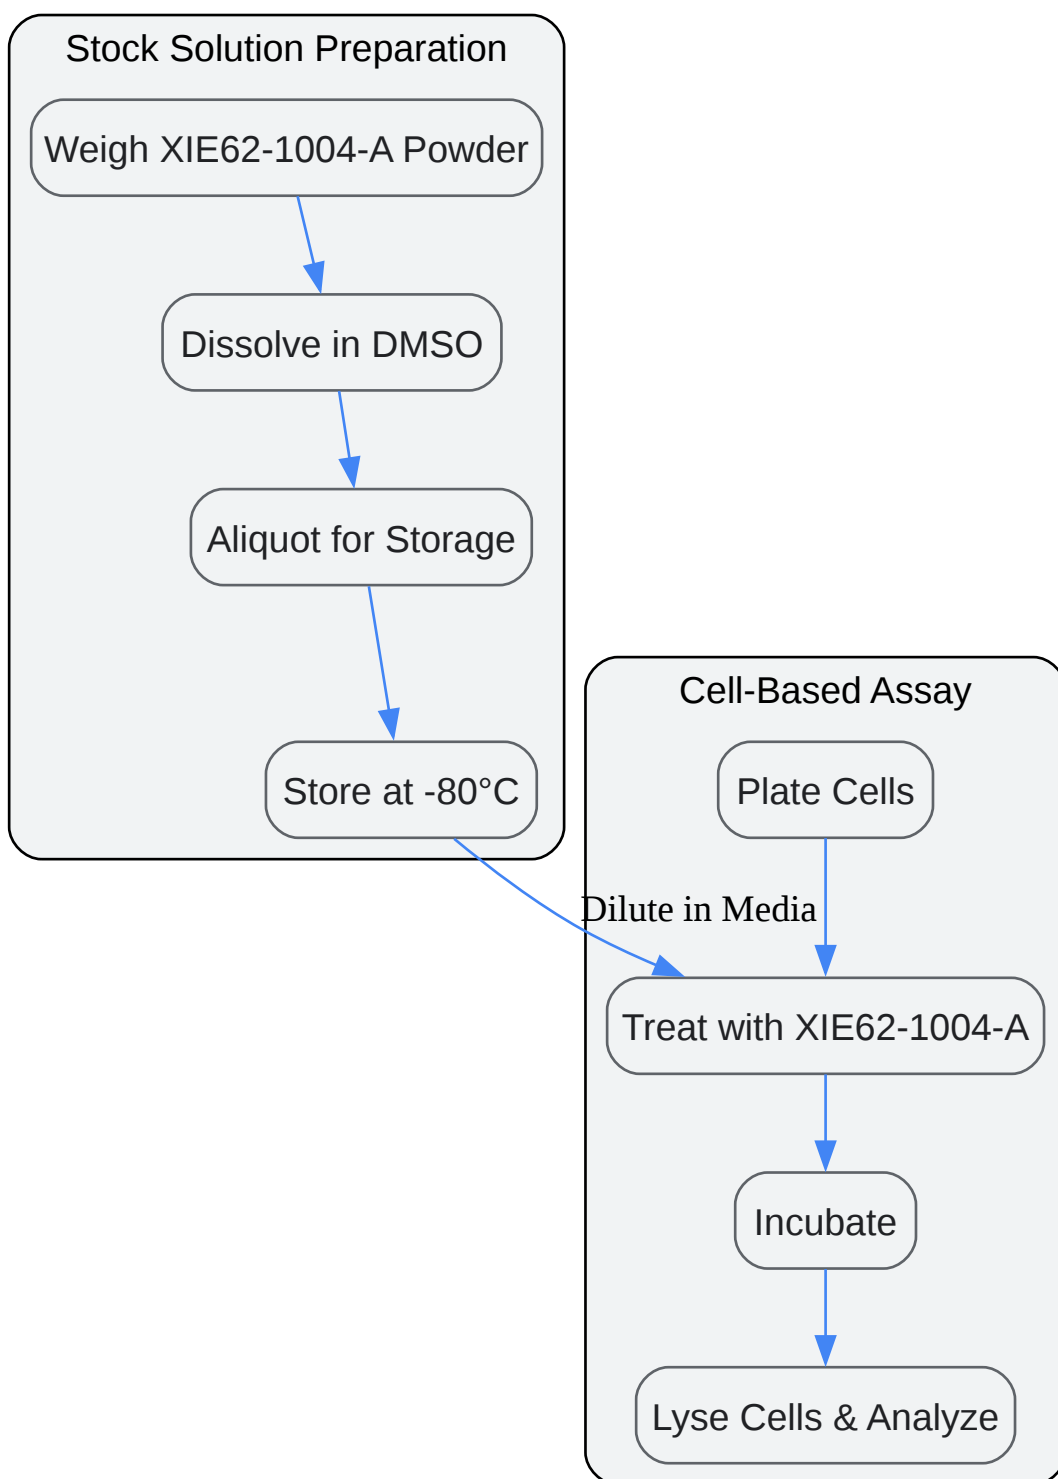 Stock Solution Preparation
Weigh XIE62-1004-A Powder
Dissolve in DMSO
Aliquot for Storage
Store at -80°C
Dilute in Media
Cell-Based Assay
Plate Cells
Treat with XIE62-1004-A
Incubate
Lyse Cells & Analyze